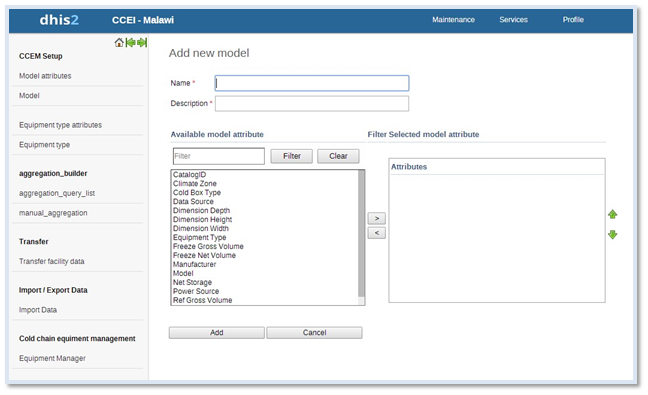 dhis2 CCEI - Malawi Maintenance Services Profile
CCEM Setup
Model attributes
Model
Equipment type attributes
Equipment type
aggregation_builder
aggregation_query_list
manual_aggregation
Transfer
Transfer facility data
Import / Export Data
Import Data
Cold chain equiment management
Equipment Manager
Add new model
Name *
Description *
Available model attribute Filter Selected model attribute
Filter Filter Clear
CatalogID
Climate Zone
Cold Box Type
Data Source
Dimension Depth
Dimension Height
Dimension Width
Equipment Type
Freeze Gross Volume
Freeze Net Volume
Manufacturer
Model
Net Storage
Power Source
Ref Gross Volume
>
<
Attributes
Add Cancel